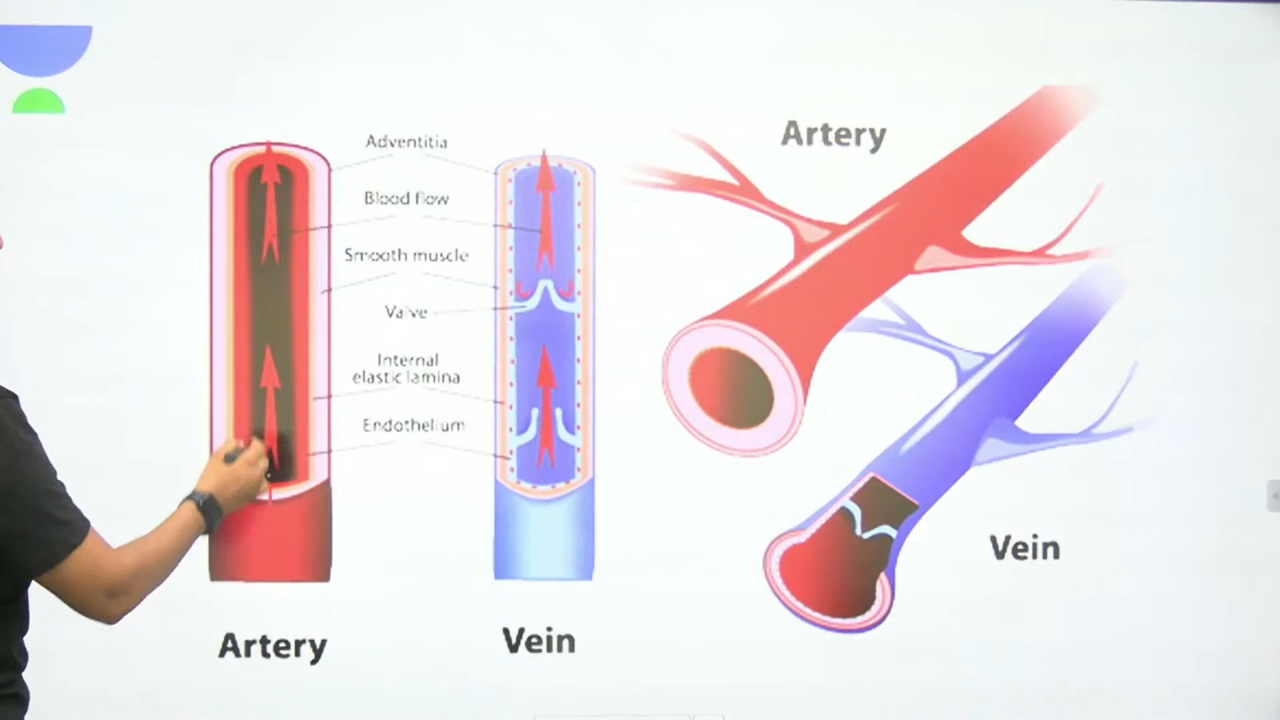 Artery
Adventitia
Blood flow
Smooth muscle
Valve
Internal
elastic lamina
Endothelium
Vein
Artery
Vein